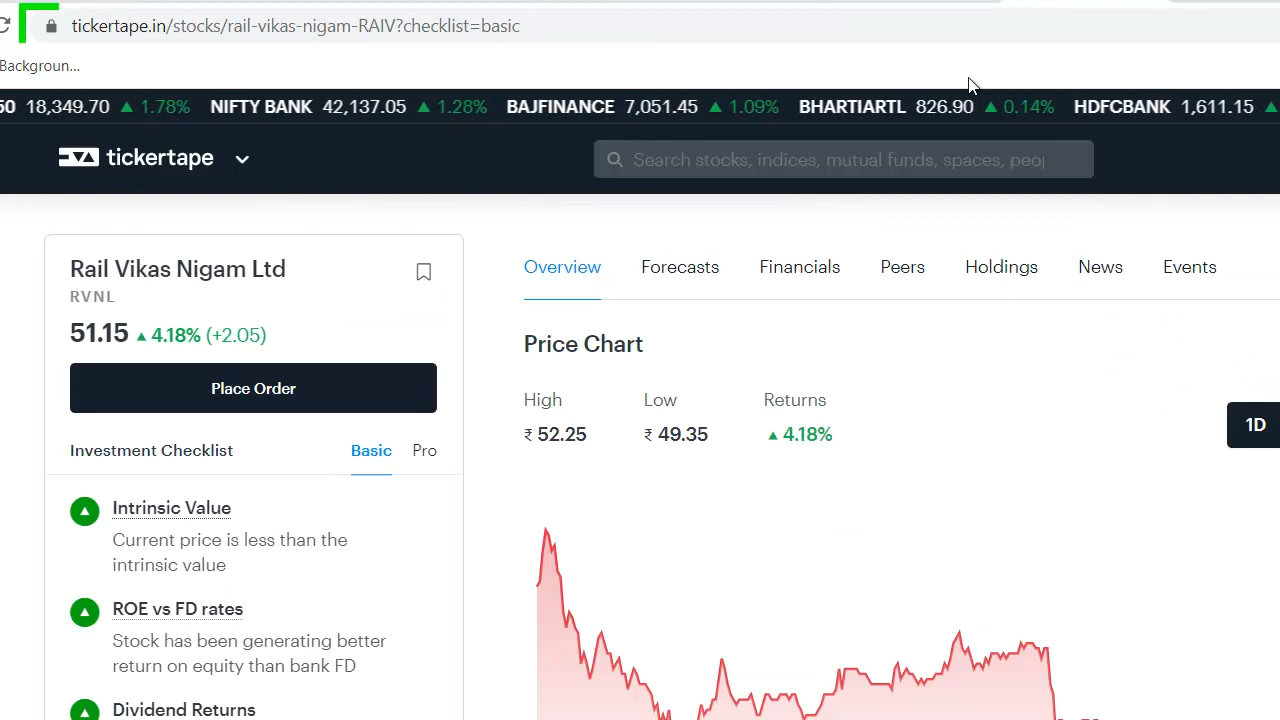 tickertape.in/stocks/rail-vikas-nigam-RAIV?checklist=basic
Backgroun...
50 18,349.70 ▲ 1.78% NIFTY BANK 42,137.05 ▲ 1.28% BAJFINANCE 7,051.45 ▲ 1.09% BHARTIARTL 826.90 ▲ 0.14% HDFCBANK 1,611.15 ▲
tickertape
Search stocks, indices, mutual funds, spaces, peo
Rail Vikas Nigam Ltd
RVNL
51.15 ▲ 4.18% (+2.05)
Place Order
Investment Checklist Basic Pro
Intrinsic Value
Current price is less than the
intrinsic value
ROE vs FD rates
Stock has been generating better
return on equity than bank FD
Dividend Returns
Overview Forecasts Financials Peers Holdings News Events
Price Chart
High Low Returns
₹ 52.25 ₹ 49.35 ▲ 4.18%
1D